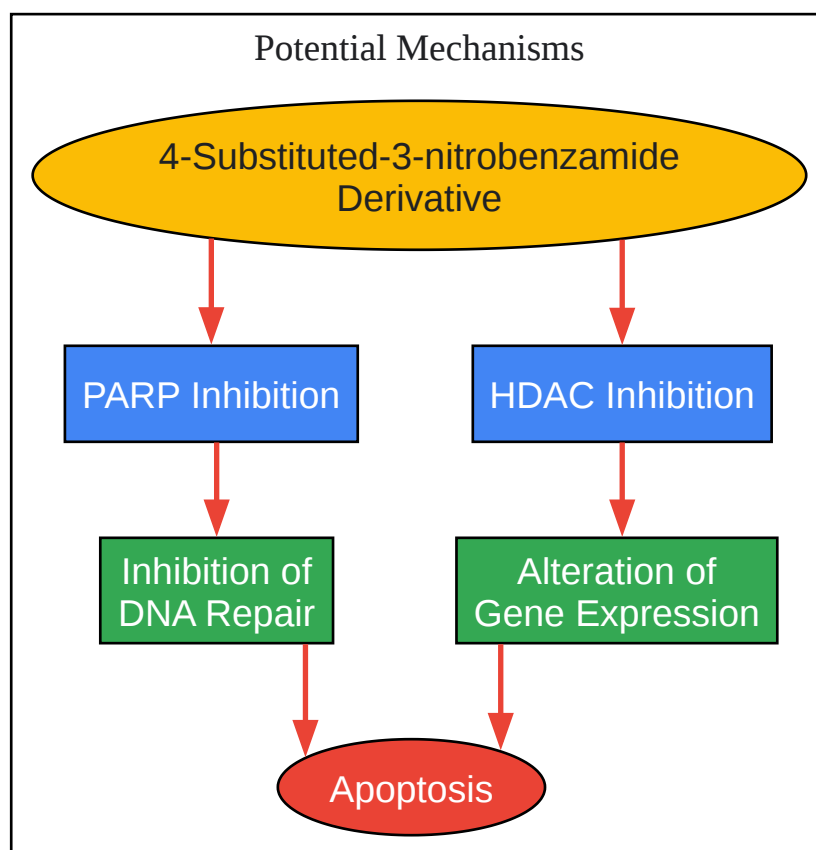 Potential Mechanisms
4-Substituted-3-nitrobenzamide
Derivative
PARP Inhibition
HDAC Inhibition
Inhibition of
DNA Repair
Alteration of
Gene Expression
Apoptosis